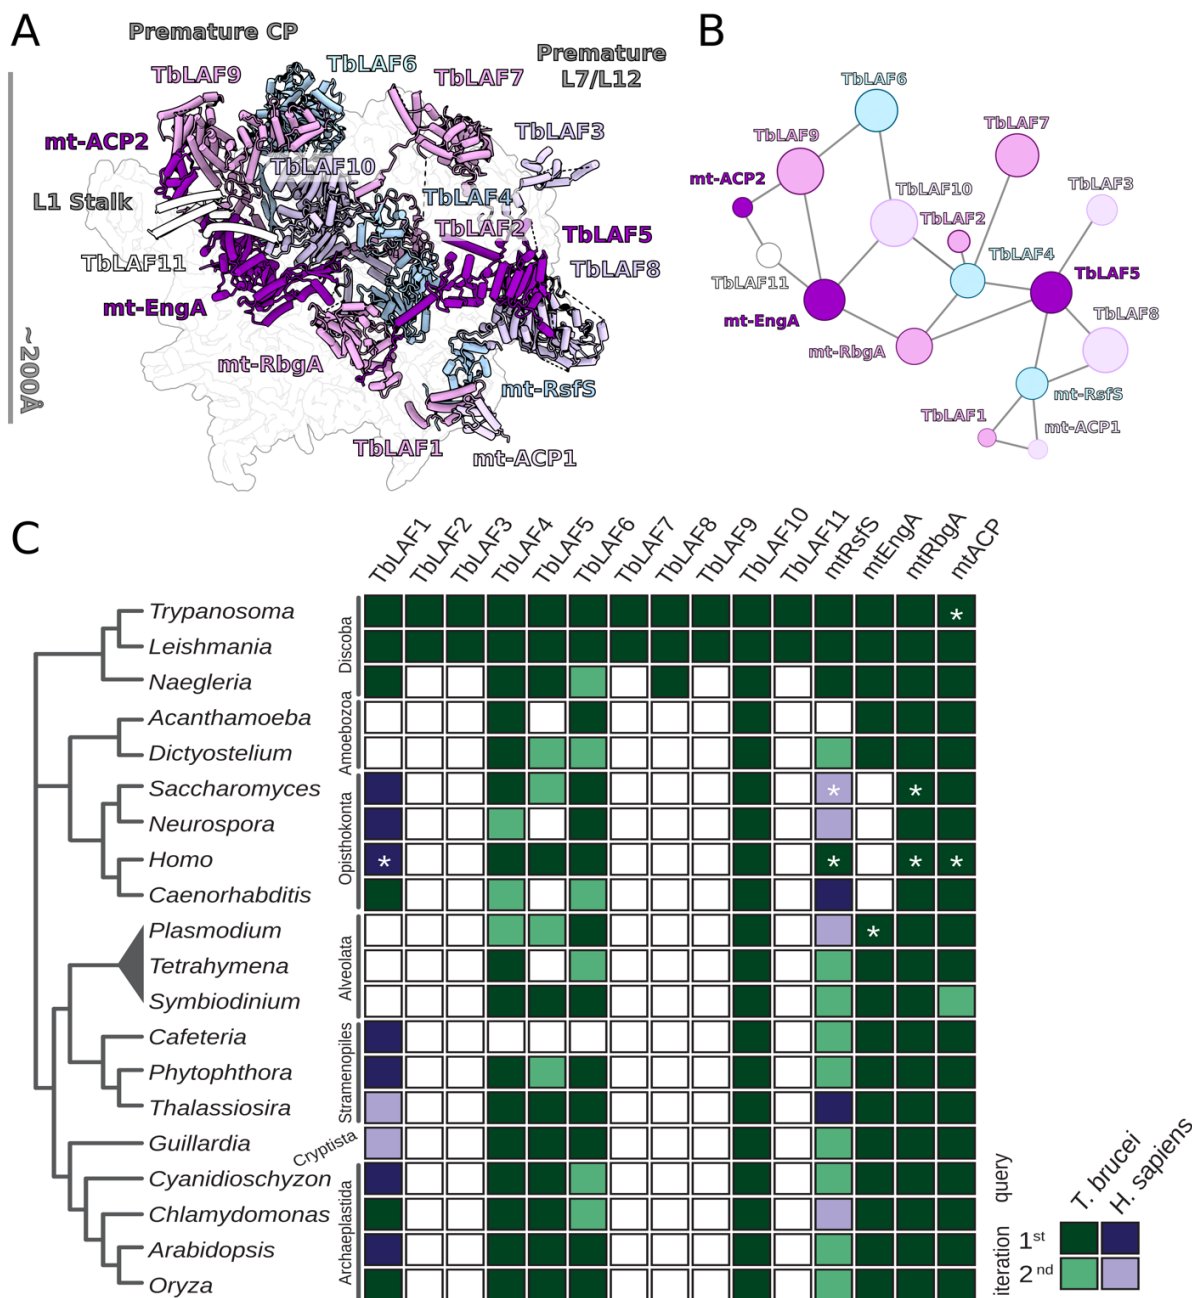 A
Premature CP
TbLAF9
TbLAF6
TbLAF7
Premature
L7/L12
mt-ACP2
TbLAF3
TbLAF10
L1 Stalk
TbLAF4
TbLAF2
TbLAF5
TbLAF11
TbLAF8
mt-EngA
mt-RbgA
mt-RsfS
TbLAF1
mt-ACP1
~200Å
B
TbLAF6
TbLAF7
TbLAF9
mt-ACP2
TbLAF10
TbLAF3
TbLAF2
TbLAF4
TbLAF5
TbLAF11
mt-EngA
TbLAF8
mt-RbgA
mt-RsfS
TbLAF1
mt-ACP1
C
TbLAF1
TbLAF2
TbLAF3
TbLAF4
TbLAF5
TbLAF6
TbLAF7
TbLAF8
TbLAF9
TbLAF10
TbLAF11
mtRsfS
mtEngA
mtRbgA
mtACP
Trypanosoma
*
Leishmania
Naegleria
Discoba
Acanthamoeba
Dictyostelium
Amoebozoa
Saccharomyces
* *
Neurospora
Homo
* * * *
Caenorhabditis
Opisthokonta
Plasmodium
*
Tetrahymena
Symbiodinium
Alveolata
Cafeteria
Phytophthora
Thalassiosira
Stramenopiles
Guillardia
Cryptista
Cyanidioschyzon
Chlamydomonas
Arabidopsis
Oryza
Archaeplastida
query
T. brucei
H. sapiens
iteration
1st
2nd